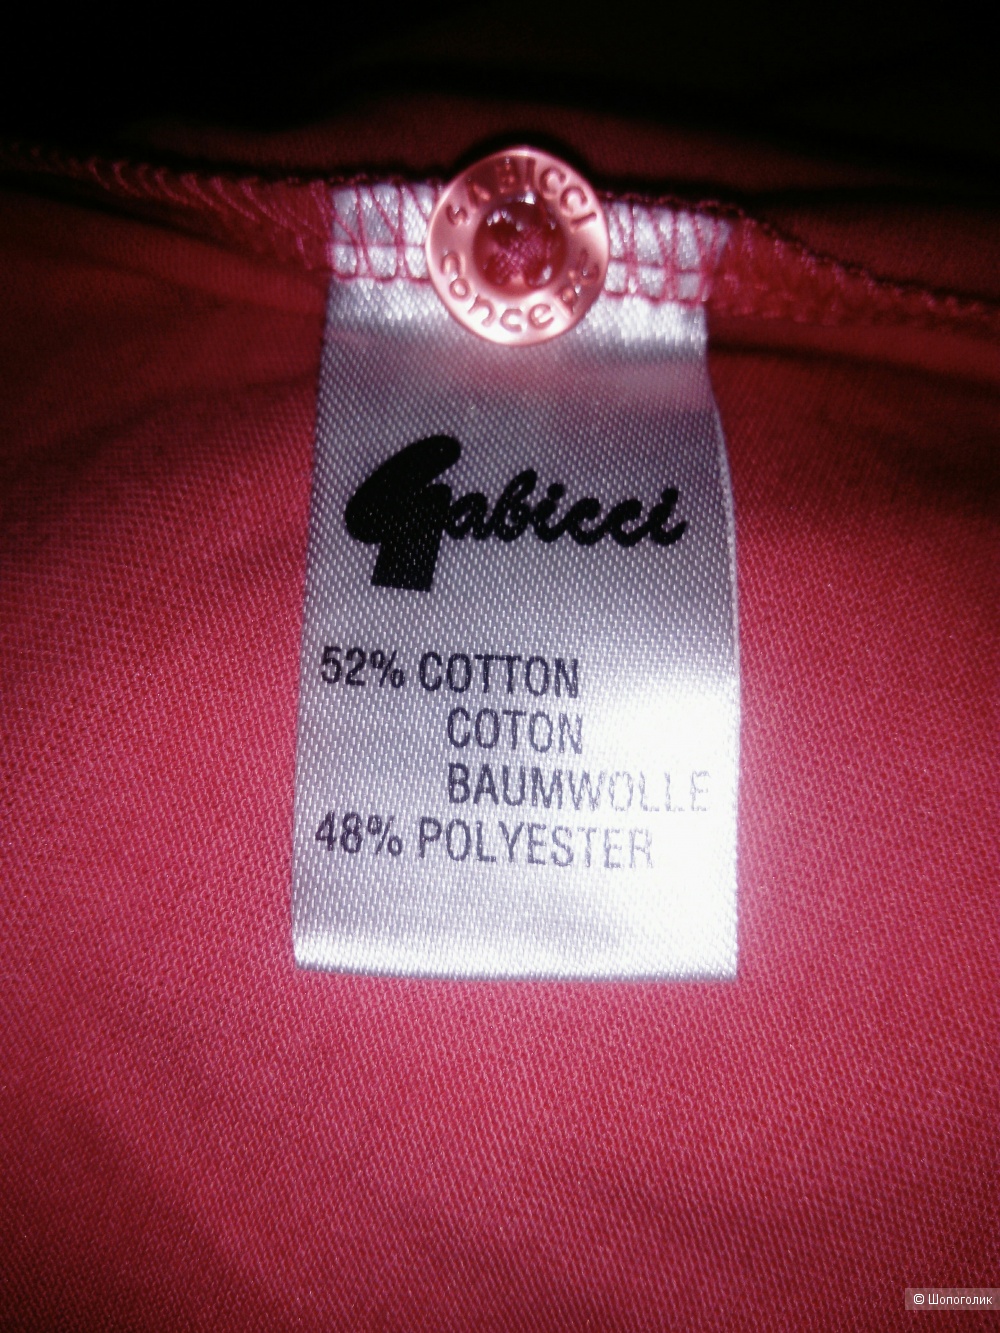 GABICCI
concept
Gabicci
52% COTTON
COTON
BAUMWOLLE
48% POLYESTER
© Шопоголик